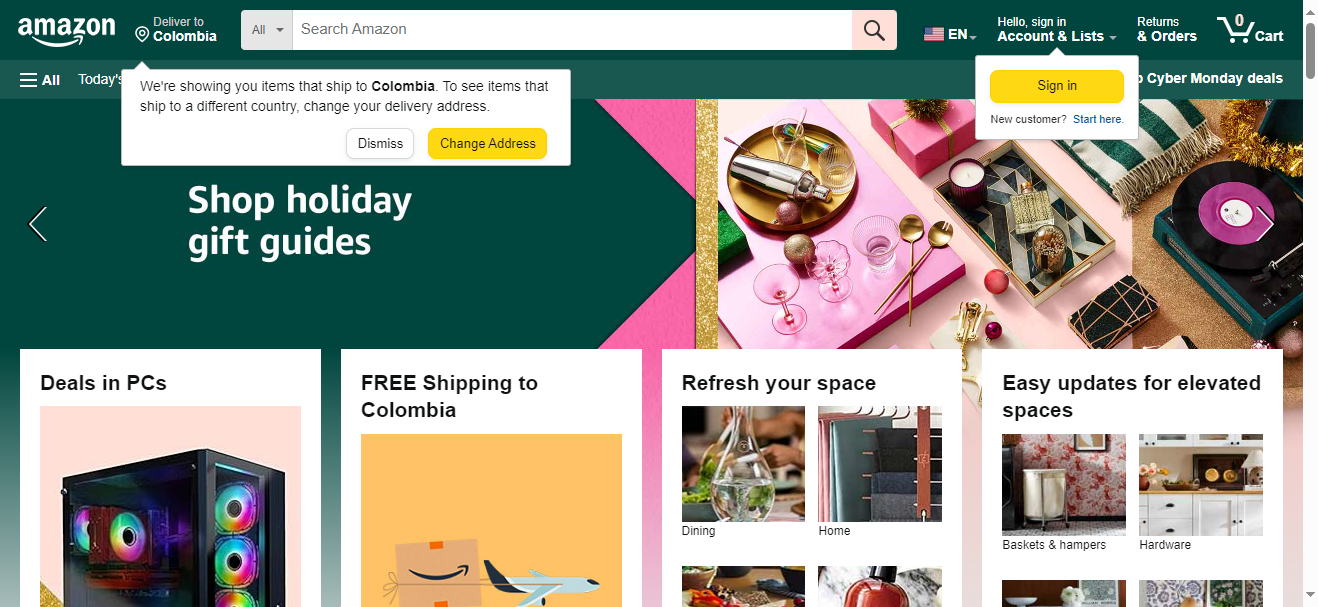 amazon
Deliver to
Colombia
All
Search Amazon
EN
Hello, sign in
Account & Lists
Returns
& Orders
0
Cart
All
Today's
Cyber Monday deals
We're showing you items that ship to Colombia. To see items that
ship to a different country, change your delivery address.
Dismiss
Change Address
Sign in
New customer? Start here.
Shop holiday
gift guides
Deals in PCs
FREE Shipping to
Colombia
Refresh your space
Dining
Home
Easy updates for elevated
spaces
Baskets & hampers
Hardware